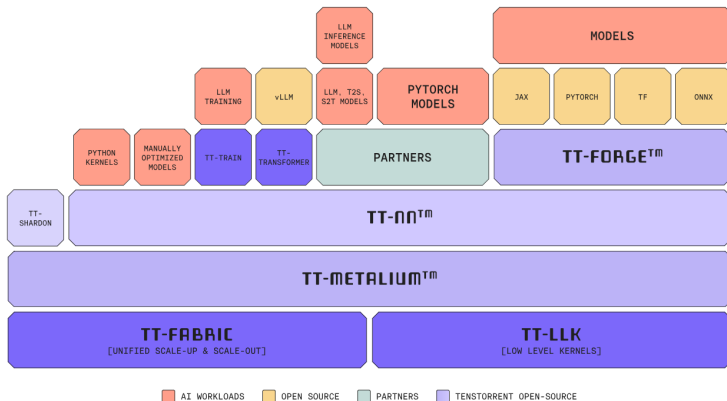 LLM
INFERENCE
MODELS
MODELS
LLM
TRAINING
vLLM
LLM, T2S,
S2T MODELS
PYTORCH
MODELS
JAX
PYTORCH
TF
ONNX
PYTHON
KERNELS
MANUALLY
OPTIMIZED
MODELS
TT-TRAIN
TT-
TRANSFORMER
PARTNERS
TT-FORGE™
TT-
SHARDON
TT-NN™
TT-METALIUM™
TT-FABRIC
[UNIFIED SCALE-UP & SCALE-OUT]
TT-LLK
[LOW LEVEL KERNELS]
AI WORKLOADS
OPEN SOURCE
PARTNERS
TENSTORRENT OPEN-SOURCE